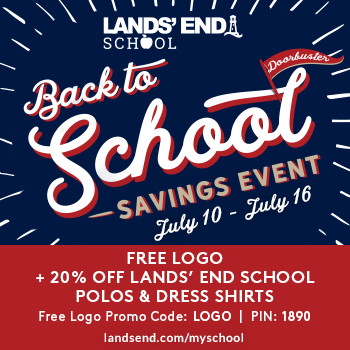 LANDS' END
SCHOOL
Doorbuster
Back to
School
SAVINGS EVENT
July 10 - July 16
FREE LOGO
+ 20% OFF LANDS' END SCHOOL
POLOS & DRESS SHIRTS
Free Logo Promo Code: LOGO | PIN: 1890
landsend.com/myschool